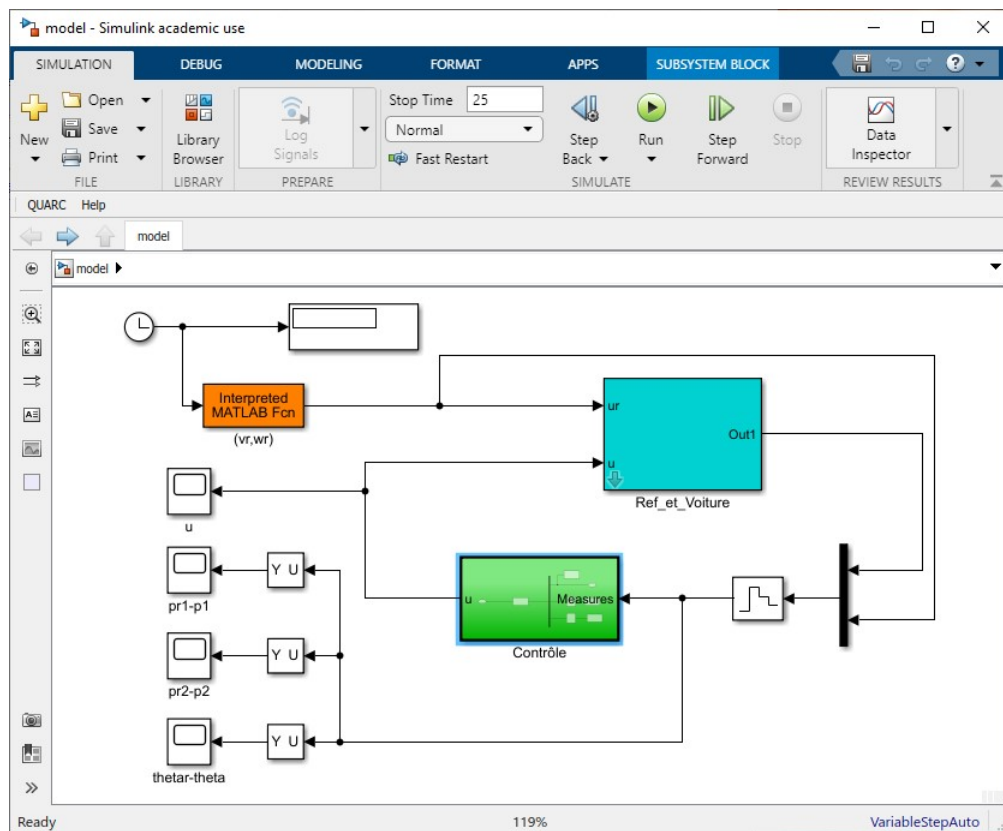 model - Simulink academic use
SIMULATION DEBUG MODELING FORMAT APPS SUBSYSTEM BLOCK
New
Open
Save
Print
FILE
Library
Browser
LIBRARY
Log
Signals
PREPARE
Stop Time 25
Normal
Fast Restart
Step
Back
Run
Step
Forward
Stop
SIMULATE
Data
Inspector
REVIEW RESULTS
QUARC Help
model
model
Interpreted
MATLAB Fcn
(vr,wr)
ur
Out1
u
Ref_et_Voiture
u
Y U
pr1-p1
u
Measures
Contrôle
Y U
pr2-p2
Y U
thetar-theta
Ready 119% VariableStepAuto